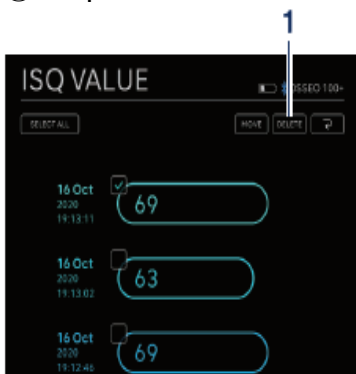 1
ISQ VALUE
OSSEO 100+
SELECT ALL MOVE DELETE
16 Oct
2020
19:13:11
69
16 Oct
2020
19:13:02
63
16 Oct
2020
19:12:46
69